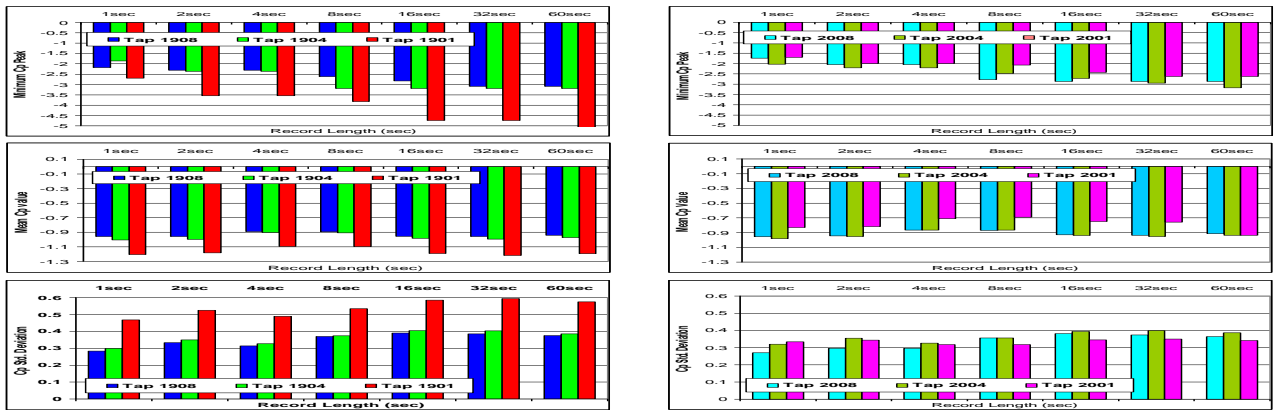 0
-0.5
-1
-1.5
-2
-2.5
-3
-3.5
-4
-4.5
-5
Minimum Cp Peak
1sec 2sec 4sec 8sec 16sec 32sec 60sec
Tap 1908 Tap 1904 Tap 1901
Record Length (sec)
0
-0.5
-1
-1.5
-2
-2.5
-3
-3.5
-4
-4.5
-5
Minimum Cp Peak
1sec 2sec 4sec 8sec 16sec 32sec 60sec
Tap 2008 Tap 2004 Tap 2001
Record Length (sec)
0.1
-0.1
-0.3
-0.5
-0.7
-0.9
-1.1
-1.3
Mean Cp value
1sec 2sec 4sec 8sec 16sec 32sec 60sec
Tap 1908 Tap 1904 Tap 1901
Record Length (sec)
0.1
-0.1
-0.3
-0.5
-0.7
-0.9
-1.1
-1.3
Mean Cp Value
1sec 2sec 4sec 8sec 16sec 32sec 60sec
Tap 2008 Tap 2004 Tap 2001
Record Length (sec)
0.6
0.5
0.4
0.3
0.2
0.1
0
Cp Std. Deviation
1sec 2sec 4sec 8sec 16sec 32sec 60sec
Tap 1908 Tap 1904 Tap 1901
Record Length (sec)
0.6
0.5
0.4
0.3
0.2
0.1
0
Cp Std. Deviation
1sec 2sec 4sec 8sec 16sec 32sec 60sec
Tap 2008 Tap 2004 Tap 2001
Record Length (sec)